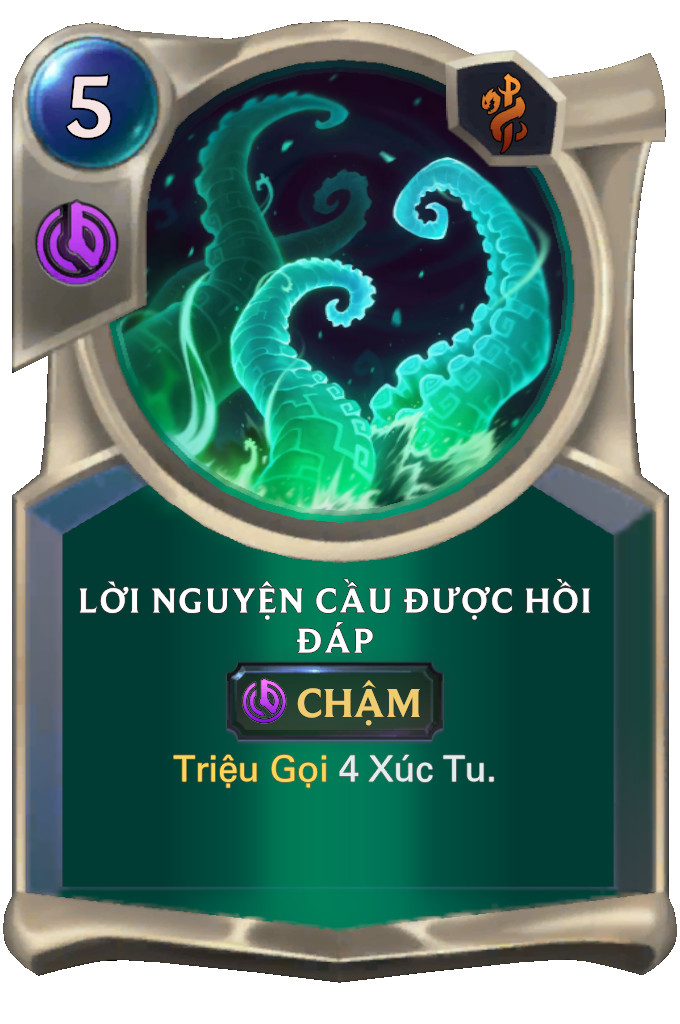 5
LỜI NGUYỆN CẦU ĐƯỢC HỒI
ĐÁP
CHẬM
Triệu Gọi 4 Xúc Tu.